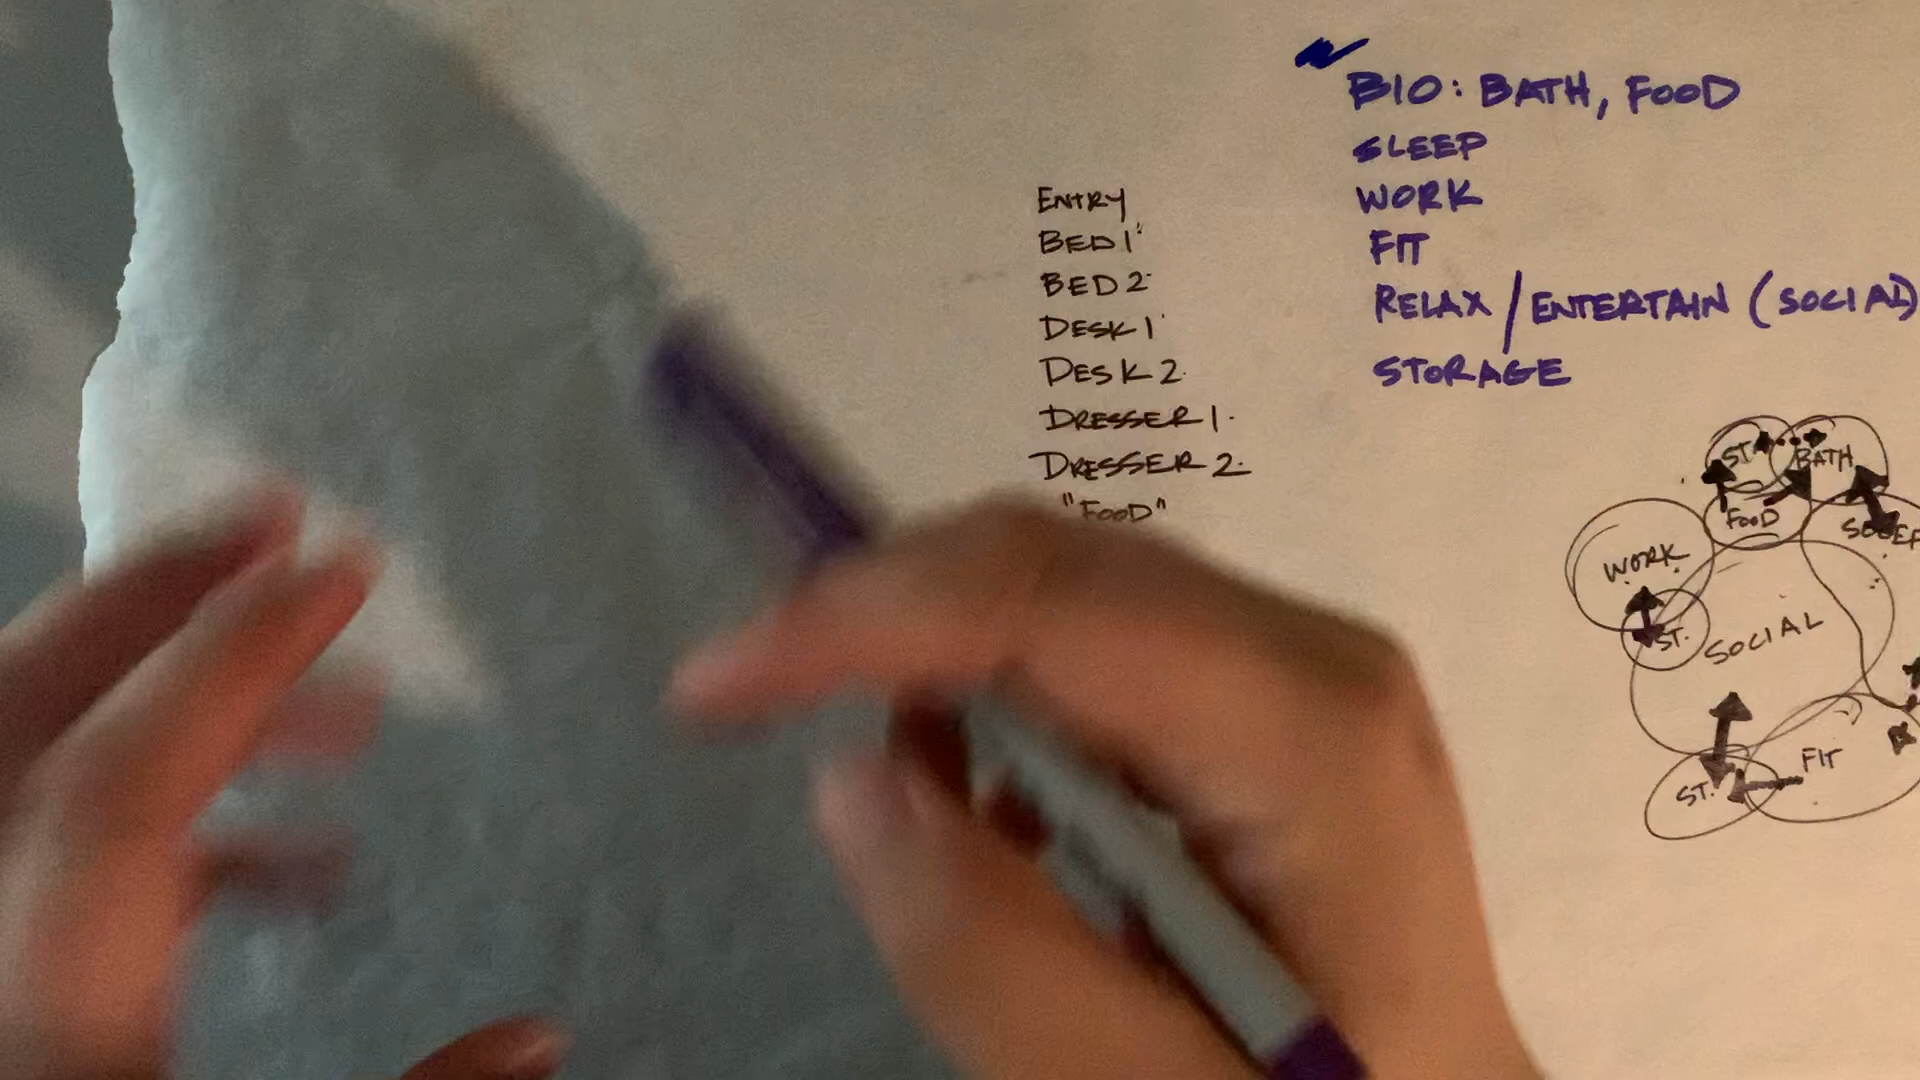 BIO: BATH, FOOD
SLEEP
WORK
FIT
RELAX / ENTERTAIN (SOCIAL)
STORAGE
ENTRY
BED 1
BED 2
DESK 1
DESK 2
DRESSER 1
DRESSER 2
"FOOD"
ST.
BATH
FOOD
WORK
ST.
SOCIAL
FIT
ST.